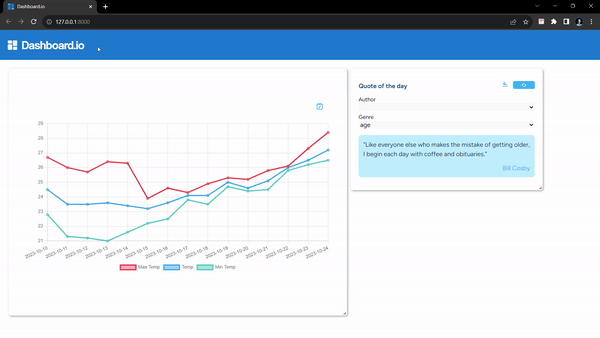 Dashboard.io
127.0.0.1:8000
Dashboard.io
29
28
27
26
25
24
23
22
21
2023-10-10
2023-10-11
2023-10-12
2023-10-13
2023-10-14
2023-10-15
2023-10-16
2023-10-17
2023-10-18
2023-10-19
2023-10-20
2023-10-21
2023-10-22
2023-10-23
2023-10-24
Max Temp Temp Min Temp
Quote of the day
Author
Genre
age
"Like everyone else who makes the mistake of getting older,
I begin each day with coffee and obituaries."
Bill Cosby